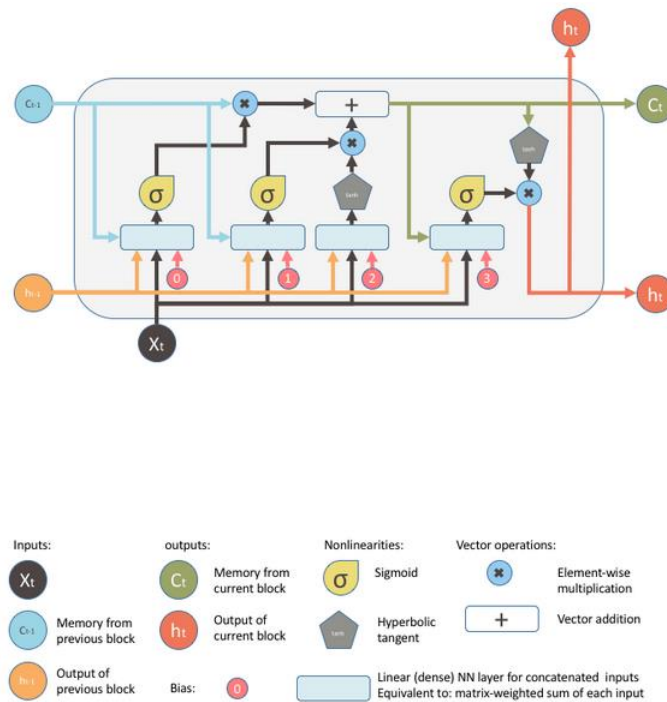 ht
Ct-1
×
+
Ct
tanh
×
σ
σ
tanh
σ
×
0
1
2
3
ht-1
ht
Xt
Inputs:
outputs:
Nonlinearities:
Vector operations:
Xt
Ct
Memory from
current block
σ
Sigmoid
×
Element-wise
multiplication
Ct-1
Memory from
previous block
ht
Output of
current block
tanh
Hyperbolic
tangent
+
Vector addition
ht-1
Output of
previous block
Bias:
0
Linear (dense) NN layer for concatenated inputs
Equivalent to: matrix-weighted sum of each input